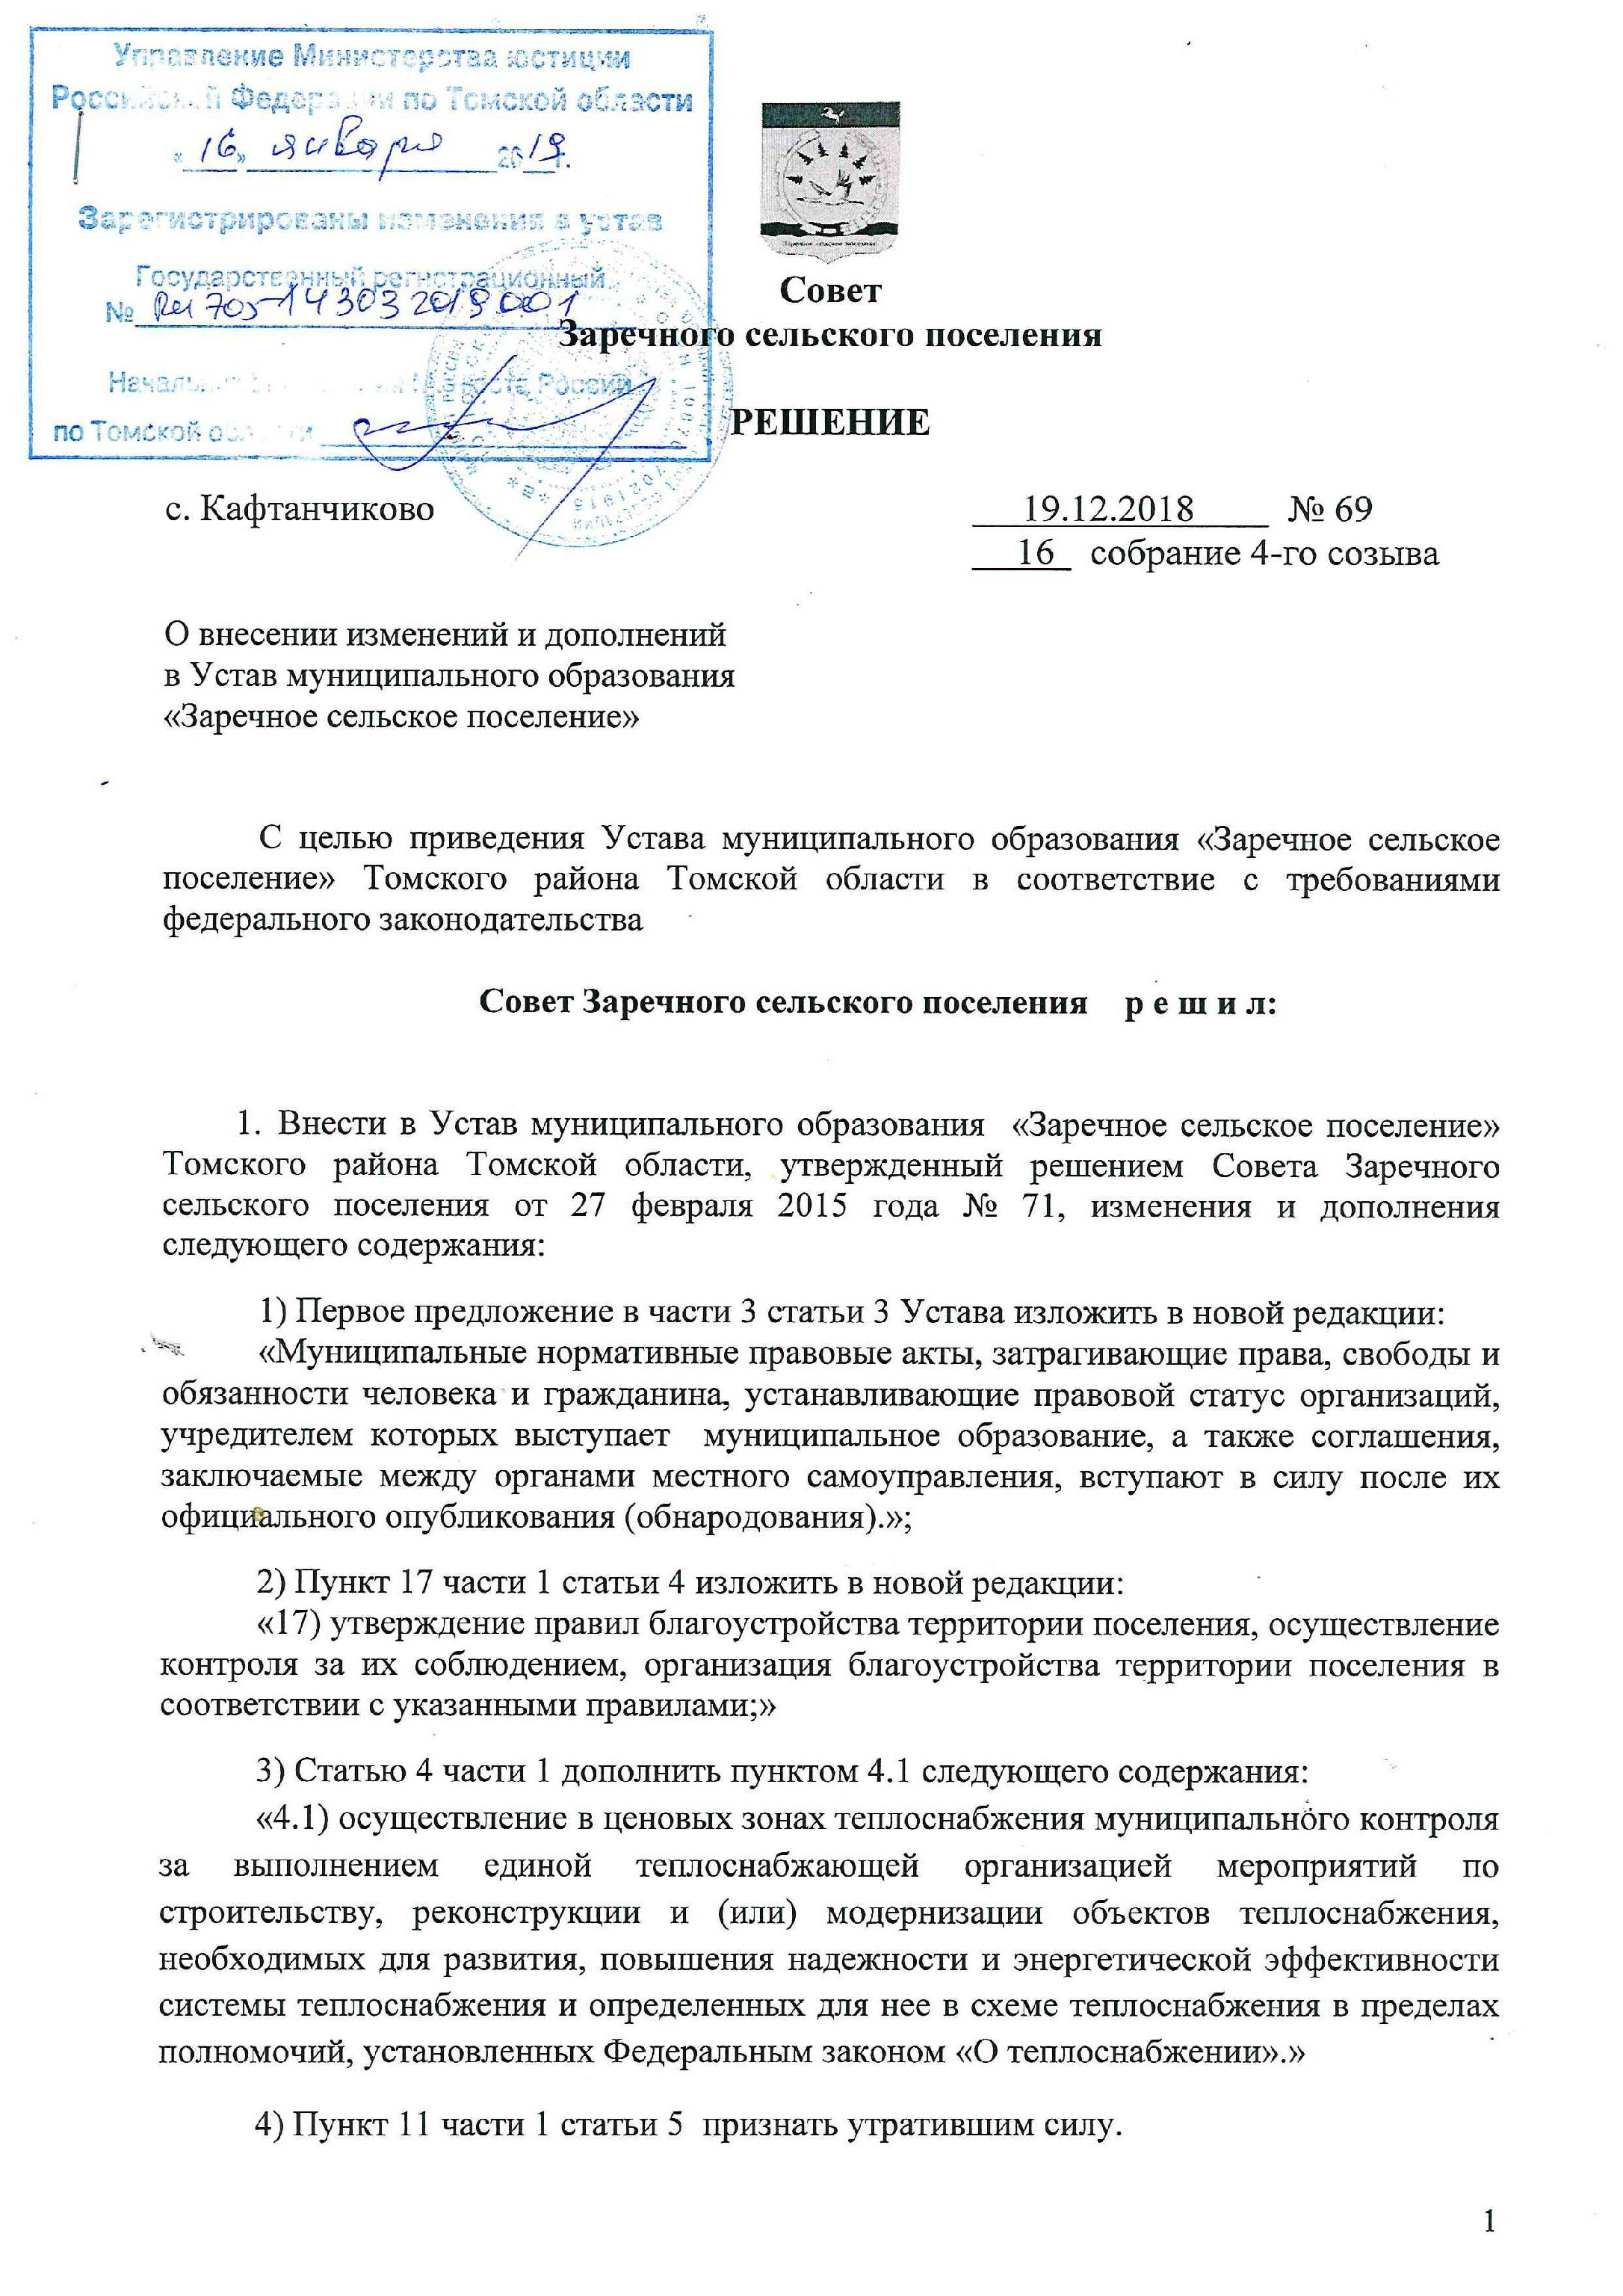 Управление Министерства юстиции
Российской Федерации по Томской области
«16» января 2019 г.
Зарегистрированы изменения в устав
Государственный регистрационный
№ Ru 705143032019001
Начальник
по Томской области
Совет
Заречного сельского поселения
РЕШЕНИЕ
с. Кафтанчиково
19.12.2018 № 69
16 собрание 4-го созыва
О внесении изменений и дополнений
в Устав муниципального образования
«Заречное сельское поселение»
С целью приведения Устава муниципального образования «Заречное сельское
поселение» Томского района Томской области в соответствие с требованиями
федерального законодательства
Совет Заречного сельского поселения р е ш и л:
1. Внести в Устав муниципального образования «Заречное сельское поселение»
Томского района Томской области, утвержденный решением Совета Заречного
сельского поселения от 27 февраля 2015 года № 71, изменения и дополнения
следующего содержания:
1) Первое предложение в части 3 статьи 3 Устава изложить в новой редакции:
«Муниципальные нормативные правовые акты, затрагивающие права, свободы и
обязанности человека и гражданина, устанавливающие правовой статус организаций,
учредителем которых выступает муниципальное образование, а также соглашения,
заключаемые между органами местного самоуправления, вступают в силу после их
официального опубликования (обнародования).»;
2) Пункт 17 части 1 статьи 4 изложить в новой редакции:
«17) утверждение правил благоустройства территории поселения, осуществление
контроля за их соблюдением, организация благоустройства территории поселения в
соответствии с указанными правилами;»
3) Статью 4 части 1 дополнить пунктом 4.1 следующего содержания:
«4.1) осуществление в ценовых зонах теплоснабжения муниципального контроля
за выполнением единой теплоснабжающей организацией мероприятий по
строительству, реконструкции и (или) модернизации объектов теплоснабжения,
необходимых для развития, повышения надежности и энергетической эффективности
системы теплоснабжения и определенных для нее в схеме теплоснабжения в пределах
полномочий, установленных Федеральным законом «О теплоснабжении».»
4) Пункт 11 части 1 статьи 5 признать утратившим силу.
1